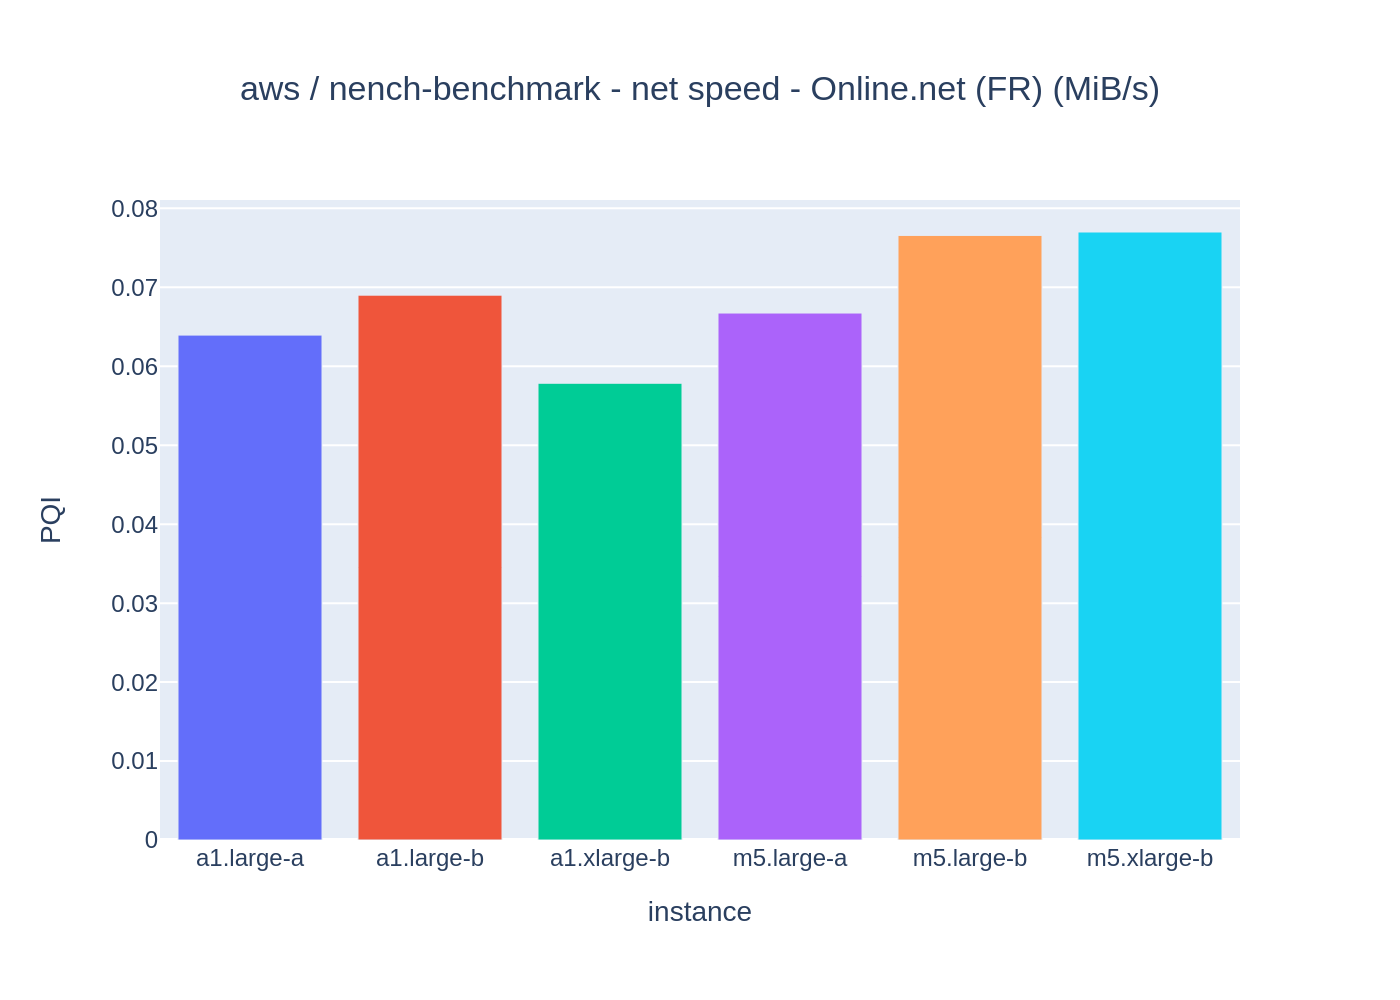 aws / nench-benchmark - net speed - Online.net (FR) (MiB/s)
0.08
0.07
0.06
0.05
0.04
0.03
0.02
0.01
0
PQI
a1.large-a a1.large-b a1.xlarge-b m5.large-a m5.large-b m5.xlarge-b
instance